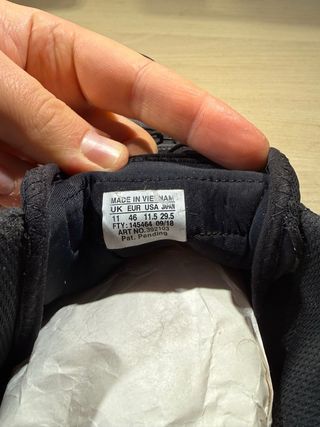 MADE IN VIETNAM
UK EUR USA JAPAN
11 46 11.5 29.5
FTY: 145464 09/18
ART NO.392103
Pat. Pending